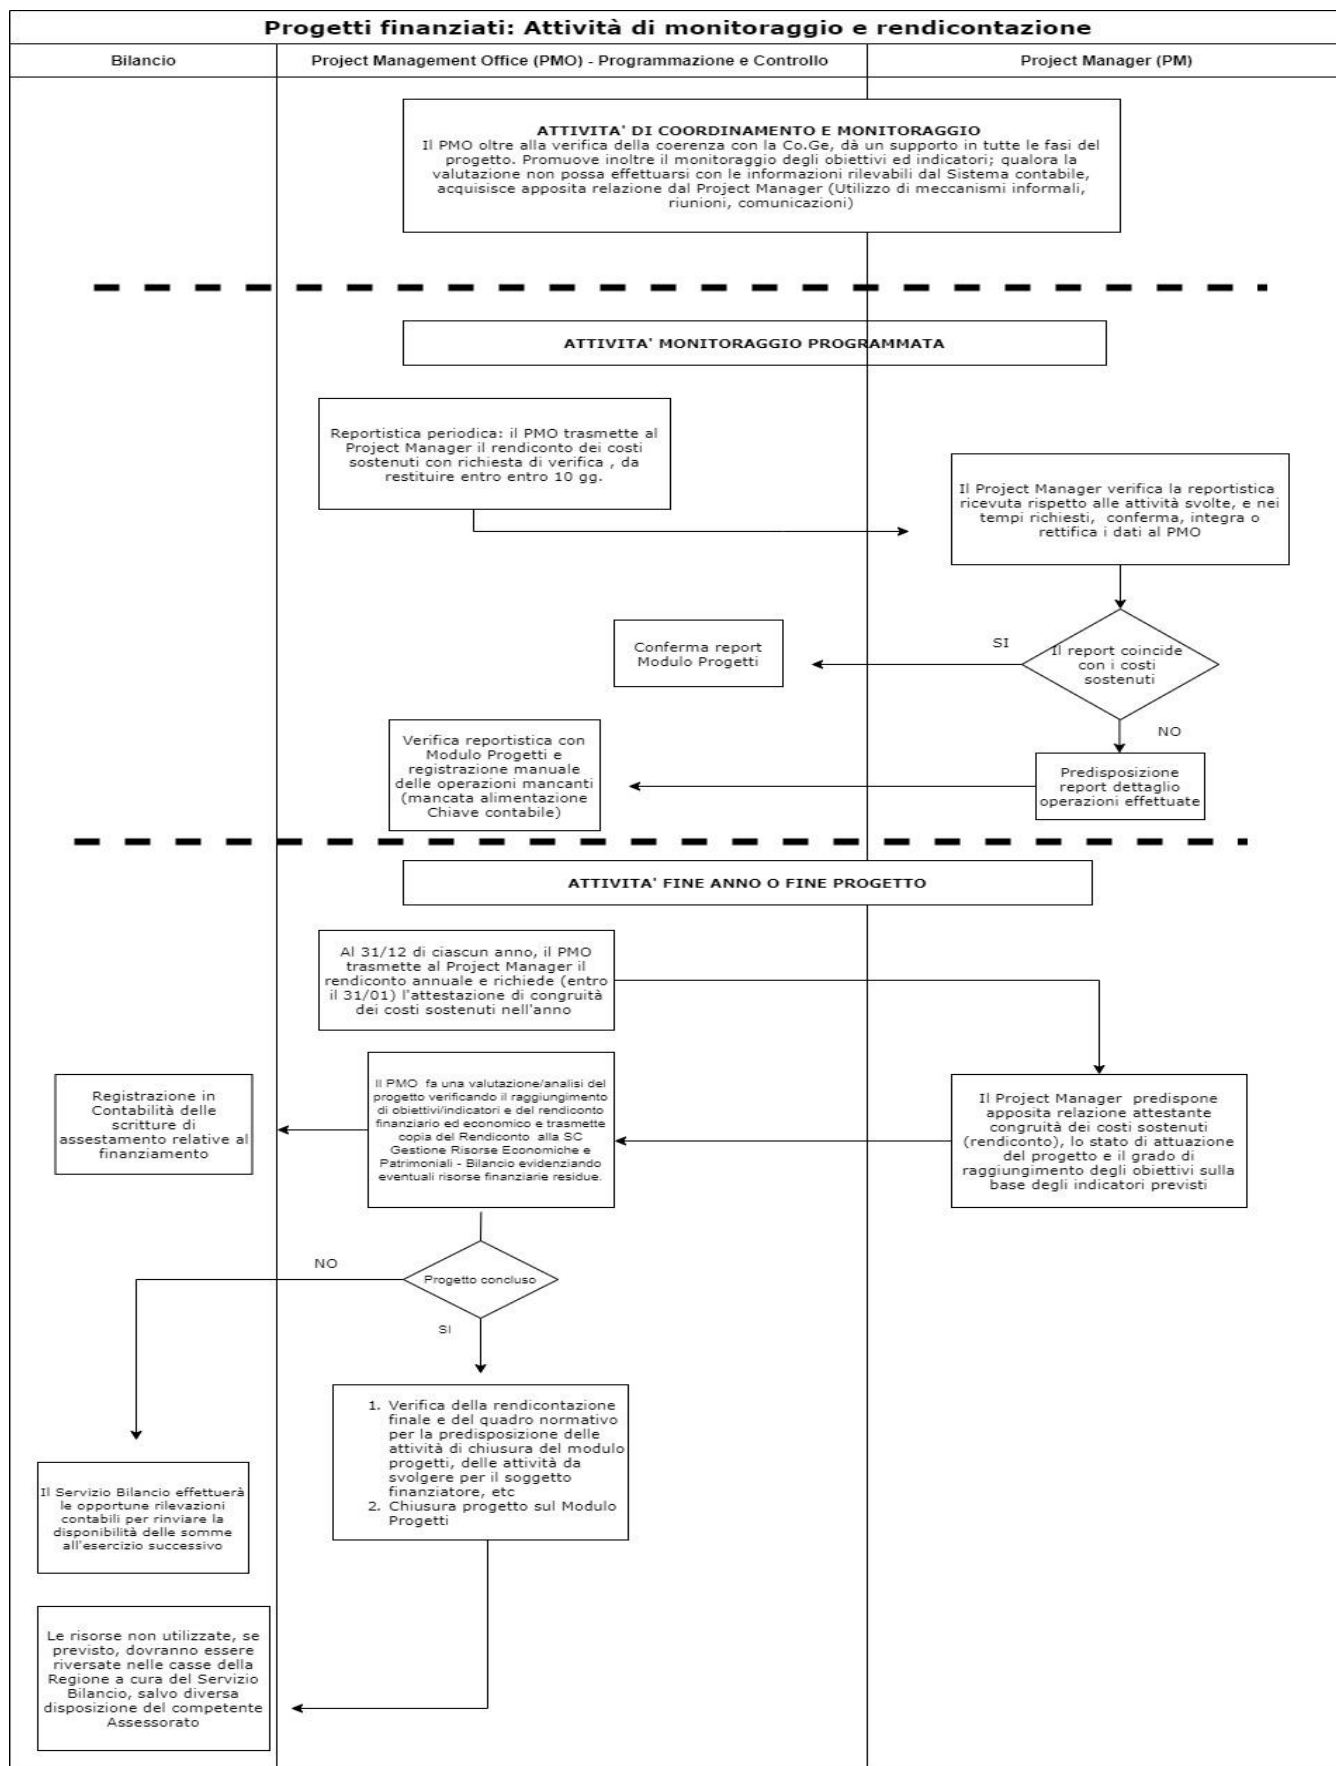 Progetti finanziati: Attività di monitoraggio e rendicontazione
Bilancio
Project Management Office (PMO) - Programmazione e Controllo
Project Manager (PM)
ATTIVITA' DI COORDINAMENTO E MONITORAGGIO
Il PMO oltre alla verifica della coerenza con la Co.Ge, dà un supporto in tutte le fasi del
progetto. Promuove inoltre il monitoraggio degli obiettivi ed indicatori; qualora la
valutazione non possa effettuarsi con le informazioni rilevabili dal Sistema contabile,
acquisisce apposita relazione dal Project Manager (Utilizzo di meccanismi informali,
riunioni, comunicazioni)
ATTIVITA' MONITORAGGIO PROGRAMMATA
Reportistica periodica: il PMO trasmette al
Project Manager il rendiconto dei costi
sostenuti con richiesta di verifica , da
restituire entro entro 10 gg.
Il Project Manager verifica la reportistica
ricevuta rispetto alle attività svolte, e nei
tempi richiesti, conferma, integra o
rettifica i dati al PMO
SI
Il report coincide
con i costi
sostenuti
Conferma report
Modulo Progetti
NO
Verifica reportistica con
Modulo Progetti e
registrazione manuale
delle operazioni mancanti
(mancata alimentazione
Chiave contabile)
Predisposizione
report dettaglio
operazioni effettuate
ATTIVITA' FINE ANNO O FINE PROGETTO
Al 31/12 di ciascun anno, il PMO
trasmette al Project Manager il
rendiconto annuale e richiede (entro
il 31/01) l'attestazione di congruità
dei costi sostenuti nell'anno
Registrazione in
Contabilità delle
scritture di
assestamento relative al
finanziamento
Il PMO fa una valutazione/analisi del
progetto verificando il raggiungimento
di obiettivi/indicatori e del rendiconto
finanziario ed economico e trasmette
copia del Rendiconto alla SC
Gestione Risorse Economiche e
Patrimoniali - Bilancio evidenziando
eventuali risorse finanziarie residue.
Il Project Manager predispone
apposita relazione attestante
congruità dei costi sostenuti
(rendiconto), lo stato di attuazione
del progetto e il grado di
raggiungimento degli obiettivi sulla
base degli indicatori previsti
NO
Progetto concluso
SI
1. Verifica della rendicontazione
finale e del quadro normativo
per la predisposizione delle
attività di chiusura del modulo
progetti, delle attività da
svolgere per il soggetto
finanziatore, etc
2. Chiusura progetto sul Modulo
Progetti
Il Servizio Bilancio effettuerà
le opportune rilevazioni
contabili per rinviare la
disponibilità delle somme
all'esercizio successivo
Le risorse non utilizzate, se
previsto, dovranno essere
riversate nelle casse della
Regione a cura del Servizio
Bilancio, salvo diversa
disposizione del competente
Assessorato